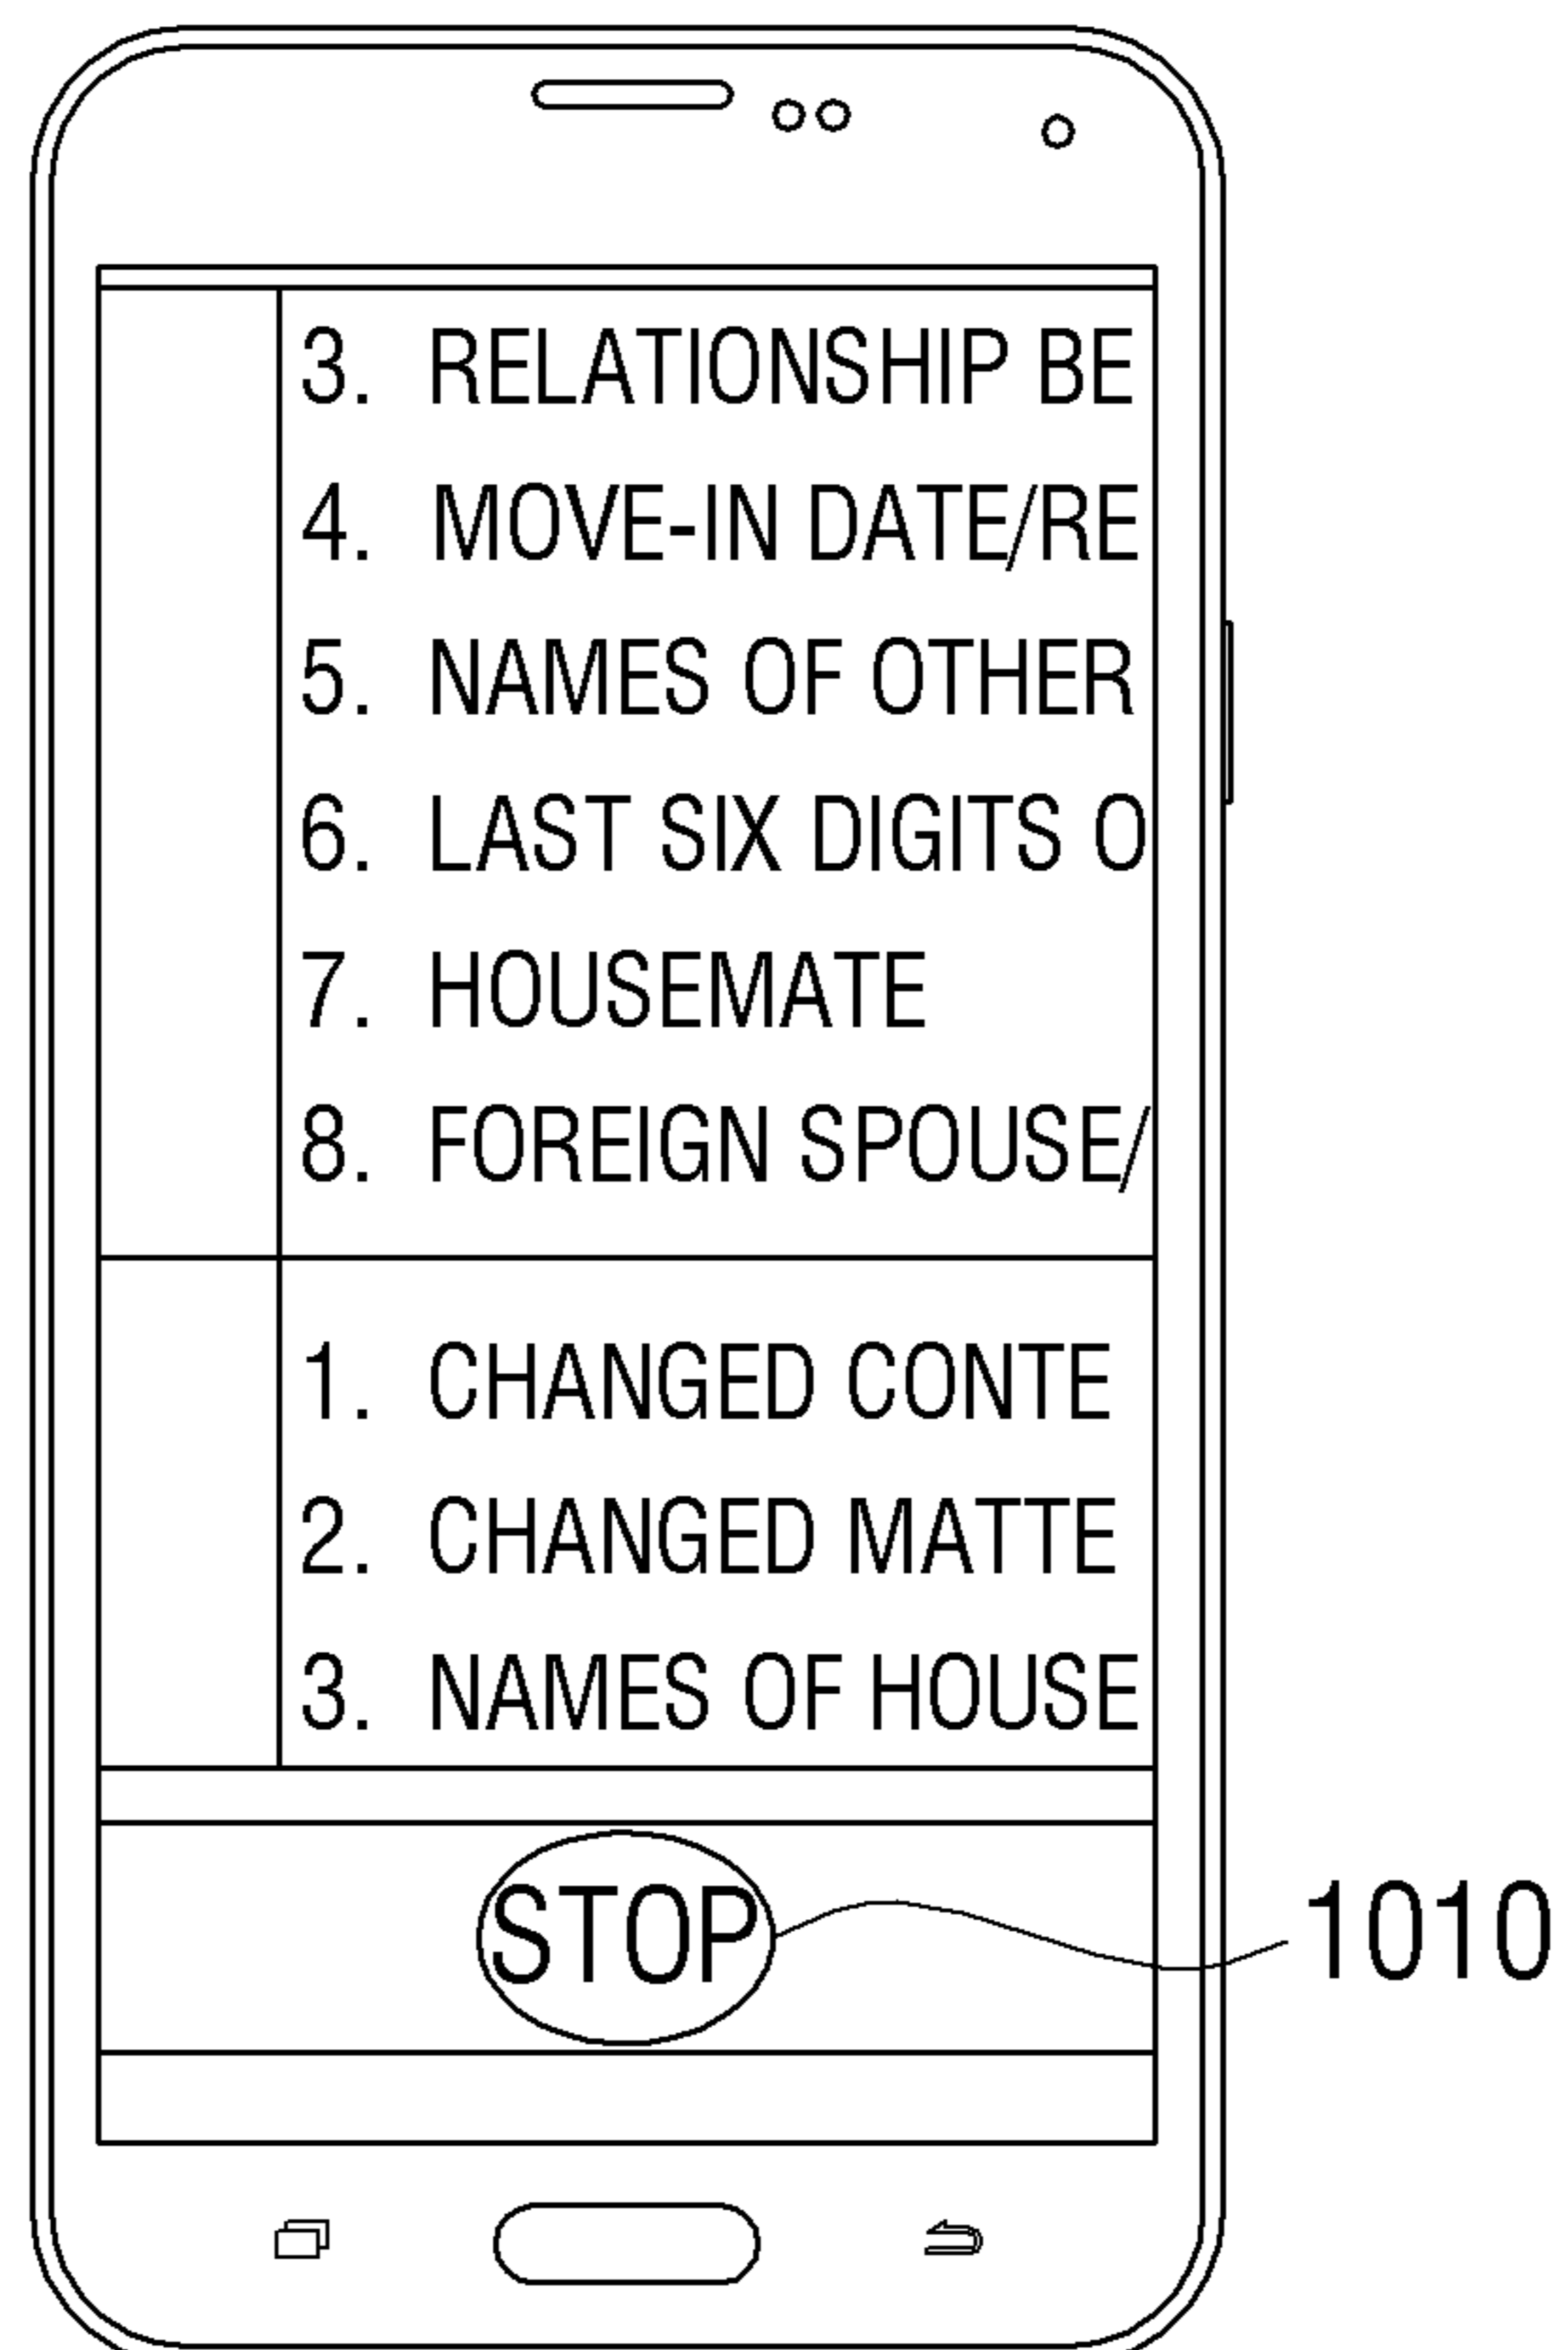 3. RELATIONSHIP BE
4. MOVE-IN DATE/RE
5. NAMES OF OTHER
6. LAST SIX DIGITS O
7. HOUSEMATE
8. FOREIGN SPOUSE/
1. CHANGED CONTE
2. CHANGED MATTE
3. NAMES OF HOUSE
STOP
1010